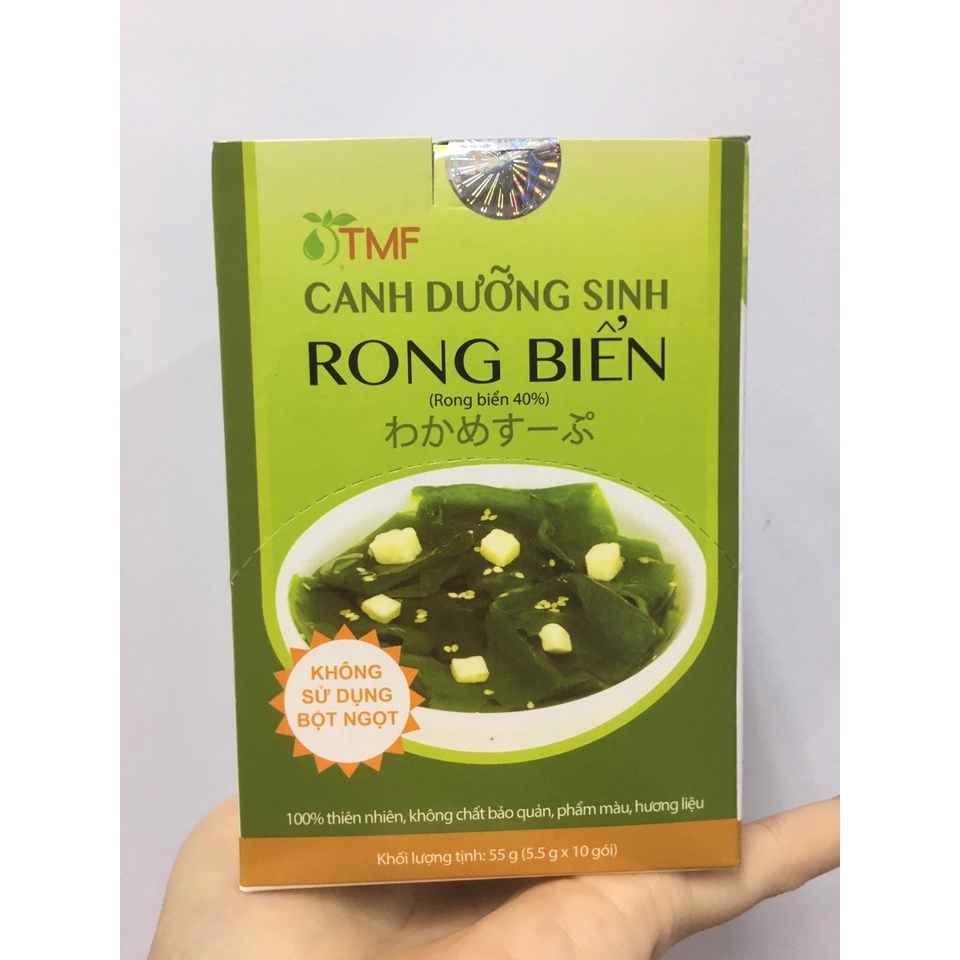 TMF
CANH DƯỠNG SINH
RONG BIỂN
(Rong biển 40%)
わかめすーぷ
KHÔNG
SỬ DỤNG
BỘT NGỌT
100% thiên nhiên, không chất bảo quản, phẩm màu, hương liệu
Khối lượng tịnh: 55 g (5.5 g x 10 gói)